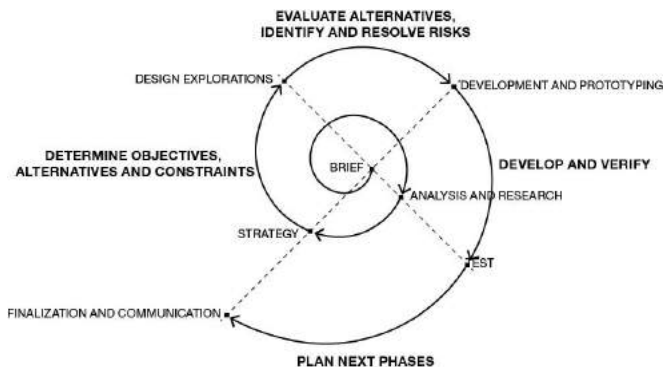 EVALUATE ALTERNATIVES,
IDENTIFY AND RESOLVE RISKS
DESIGN EXPLORATIONS
DEVELOPMENT AND PROTOTYPING
DETERMINE OBJECTIVES,
ALTERNATIVES AND CONSTRAINTS
BRIEF
DEVELOP AND VERIFY
ANALYSIS AND RESEARCH
STRATEGY
TEST
FINALIZATION AND COMMUNICATION
PLAN NEXT PHASES